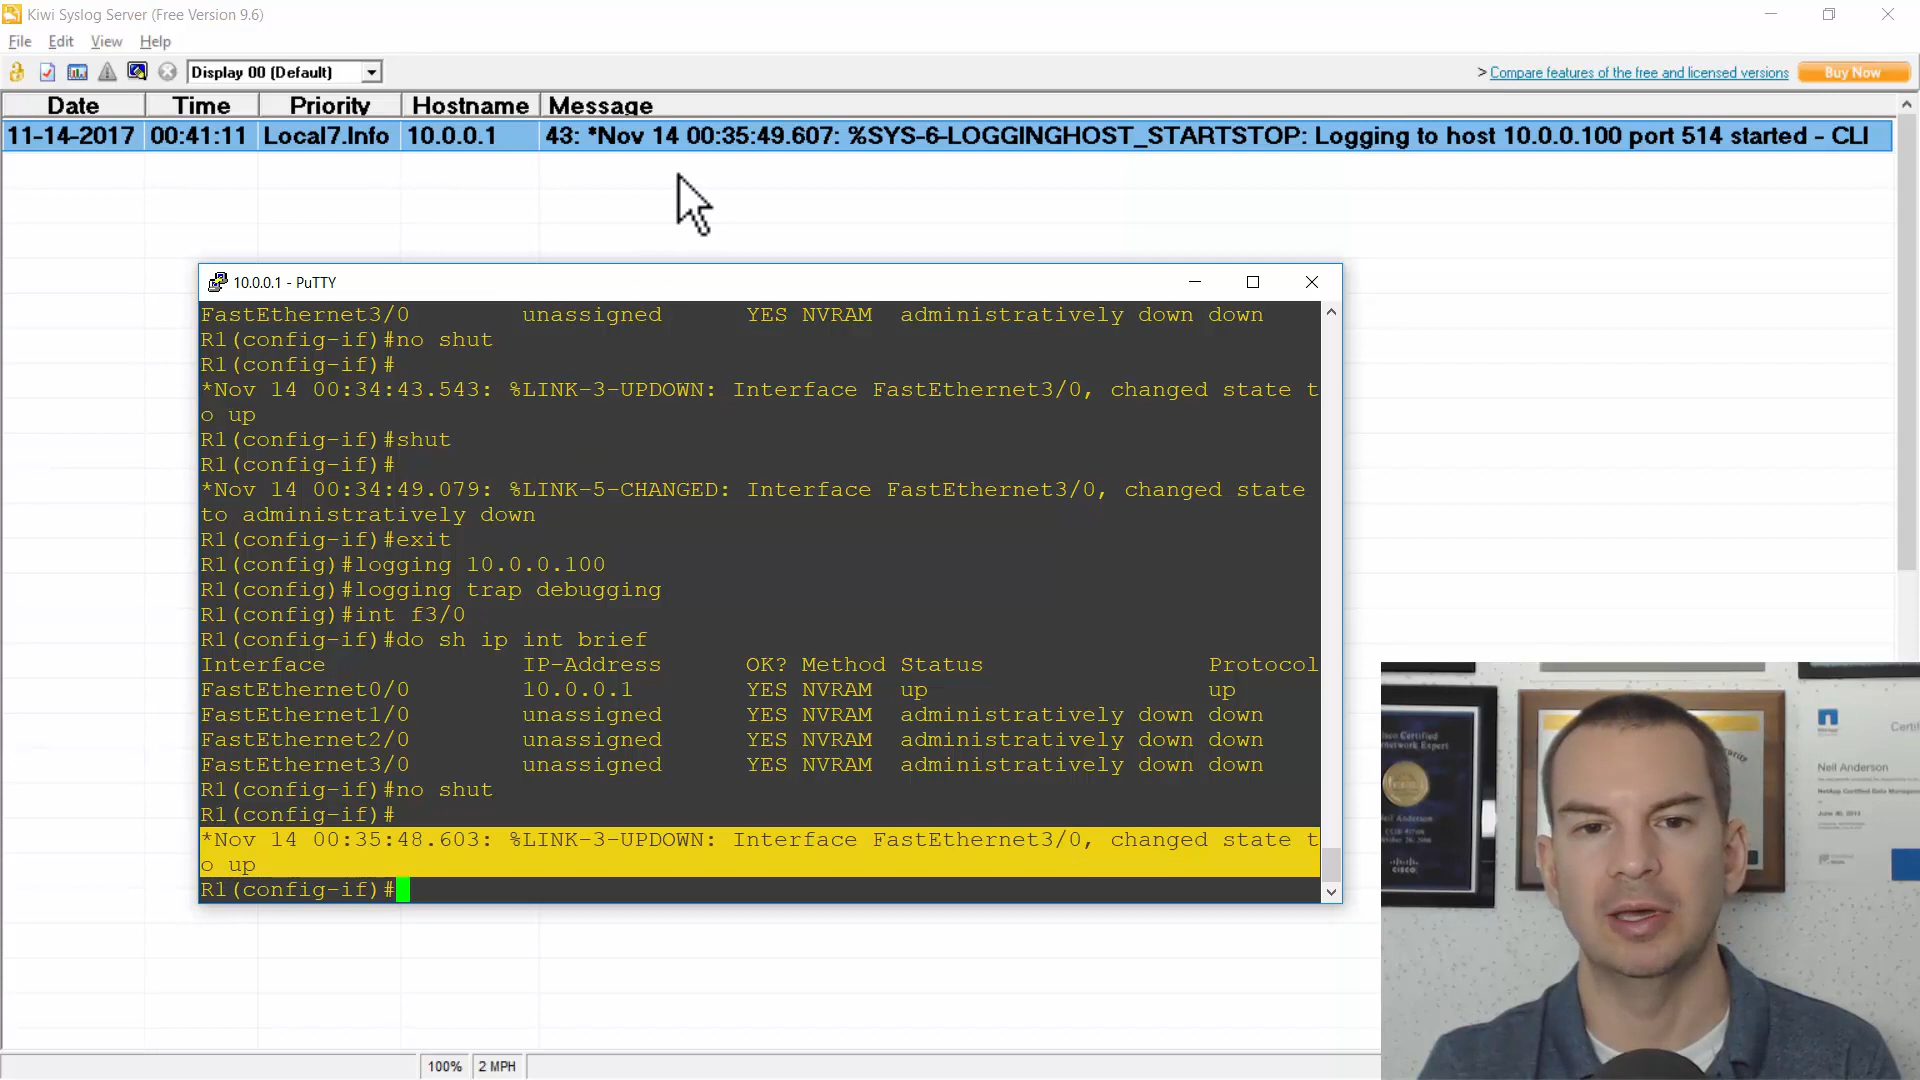 Kiwi Syslog Server (Free Version 9.6)
File Edit View Help
Display 00 (Default)
> Compare features of the free and licensed versions
Buy Now
Date Time Priority Hostname Message
11-14-2017 00:41:11 Local7.Info 10.0.0.1 43: *Nov 14 00:35:49.607: %SYS-6-LOGGINGHOST_STARTSTOP: Logging to host 10.0.0.100 port 514 started - CLI
10.0.0.1 - PuTTY
FastEthernet3/0 unassigned YES NVRAM administratively down down
R1(config-if)#no shut
R1(config-if)#
*Nov 14 00:34:43.543: %LINK-3-UPDOWN: Interface FastEthernet3/0, changed state t
o up
R1(config-if)#shut
R1(config-if)#
*Nov 14 00:34:49.079: %LINK-5-CHANGED: Interface FastEthernet3/0, changed state
to administratively down
R1(config-if)#exit
R1(config)#logging 10.0.0.100
R1(config)#logging trap debugging
R1(config)#int f3/0
R1(config-if)#do sh ip int brief
Interface IP-Address OK? Method Status Protocol
FastEthernet0/0 10.0.0.1 YES NVRAM up up
FastEthernet1/0 unassigned YES NVRAM administratively down down
FastEthernet2/0 unassigned YES NVRAM administratively down down
FastEthernet3/0 unassigned YES NVRAM administratively down down
R1(config-if)#no shut
R1(config-if)#
*Nov 14 00:35:48.603: %LINK-3-UPDOWN: Interface FastEthernet3/0, changed state t
o up
R1(config-if)#
100% 2 MPH
Neil Anderson
CISCO